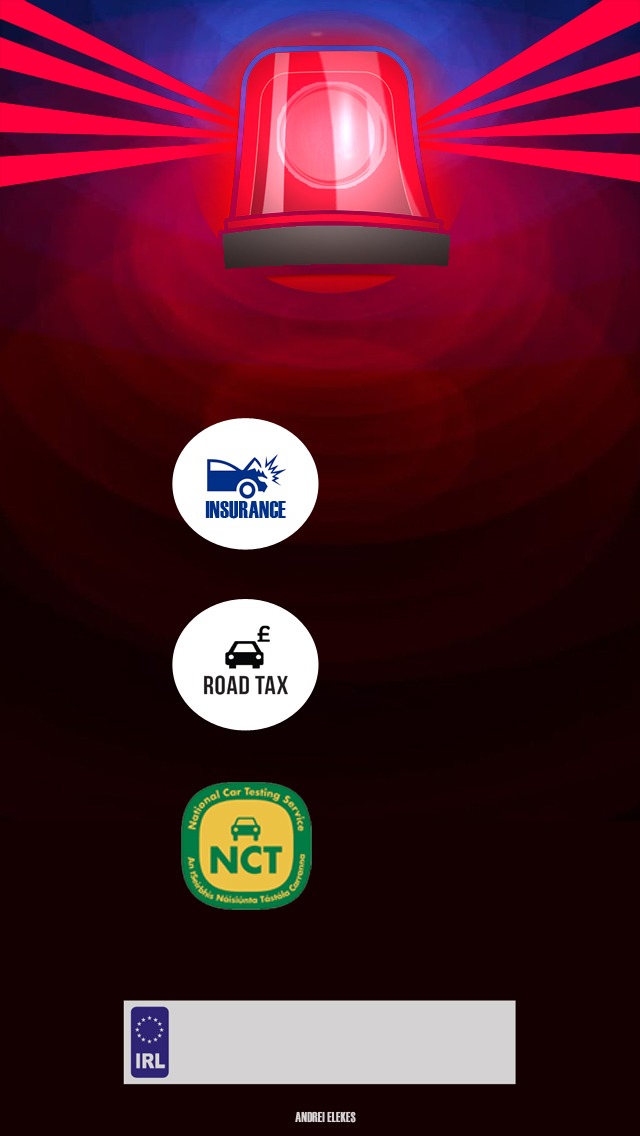 INSURANCE
£
ROAD TAX
National Car Testing Service
NCT
An tSeirbhís Náisiúnta Tástála Carranna
IRL
ANDREI ELEKES